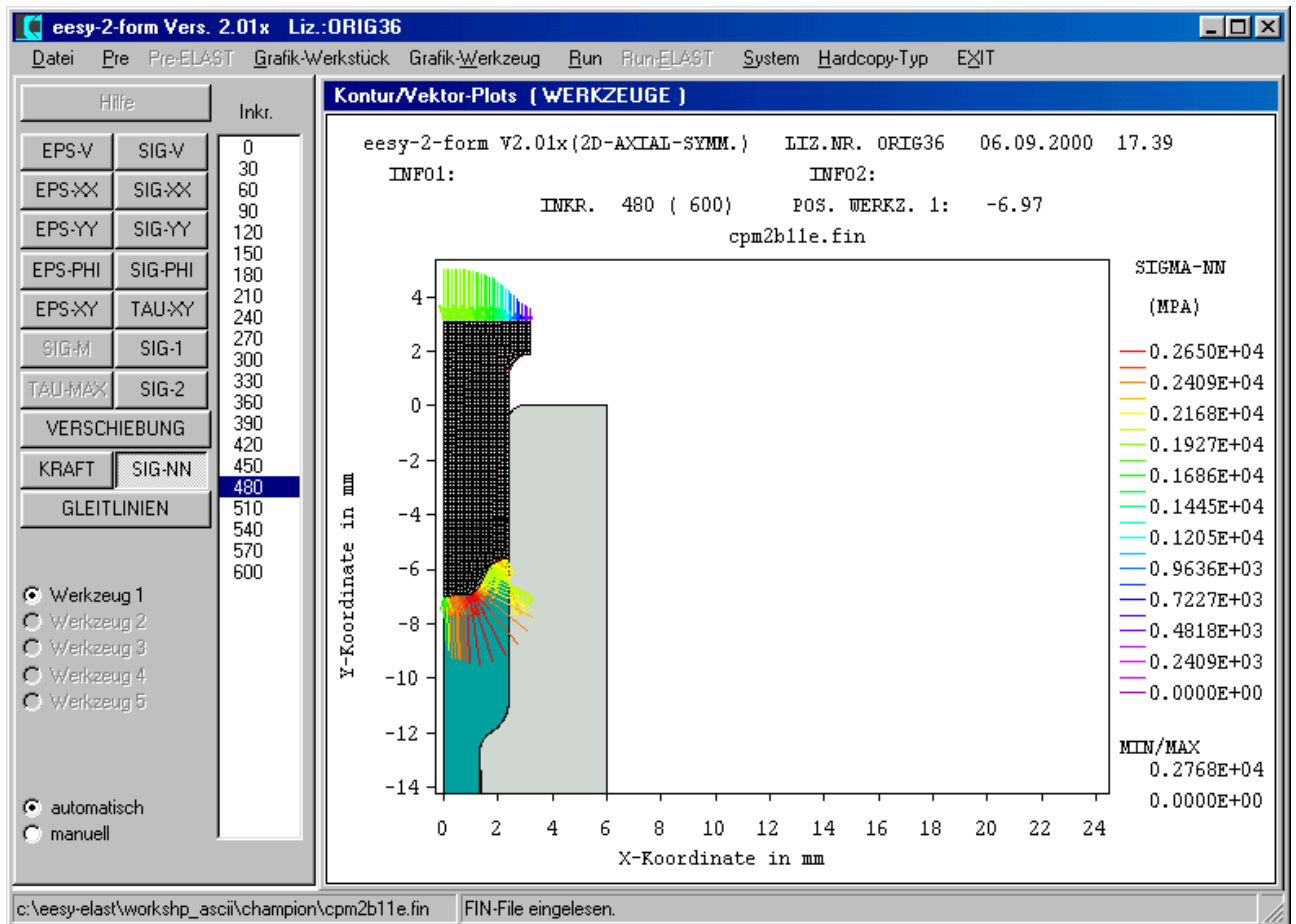 eesy-2-form Vers. 2.01x Liz.:ORIG36
Datei Pre Pre-ELAST Grafik-Werkstück Grafik-Werkzeug Run Run-ELAST System Hardcopy-Typ EXIT
Hilfe
Inkr.
EPS-V SIG-V
EPS-XX SIG-XX
EPS-YY SIG-YY
EPS-PHI SIG-PHI
EPS-XY TAU-XY
SIG-M SIG-1
TAU-MAX SIG-2
VERSCHIEBUNG
KRAFT SIG-NN
GLEITLINIEN
0
30
60
90
120
150
180
210
240
270
300
330
360
390
420
450
480
510
540
570
600
Werkzeug 1
Werkzeug 2
Werkzeug 3
Werkzeug 4
Werkzeug 5
automatisch
manuell
Kontur/Vektor-Plots ( WERKZEUGE )
eesy-2-form V2.01x(2D-AXIAL-SYMM.) LIZ.NR. ORIG36 06.09.2000 17.39
INFO1: INFO2:
INKR. 480 ( 600) POS. WERKZ. 1: -6.97
cpm2b11e.fin
Y-Koordinate in mm
4
2
0
-2
-4
-6
-8
-10
-12
-14
0 2 4 6 8 10 12 14 16 18 20 22 24
X-Koordinate in mm
SIGMA-NN
(MPA)
0.2650E+04
0.2409E+04
0.2168E+04
0.1927E+04
0.1686E+04
0.1445E+04
0.1205E+04
0.9636E+03
0.7227E+03
0.4818E+03
0.2409E+03
0.0000E+00
MIN/MAX
0.2768E+04
0.0000E+00
c:\eesy-elast\workshp_ascii\champion\cpm2b11e.fin FIN-File eingelesen.